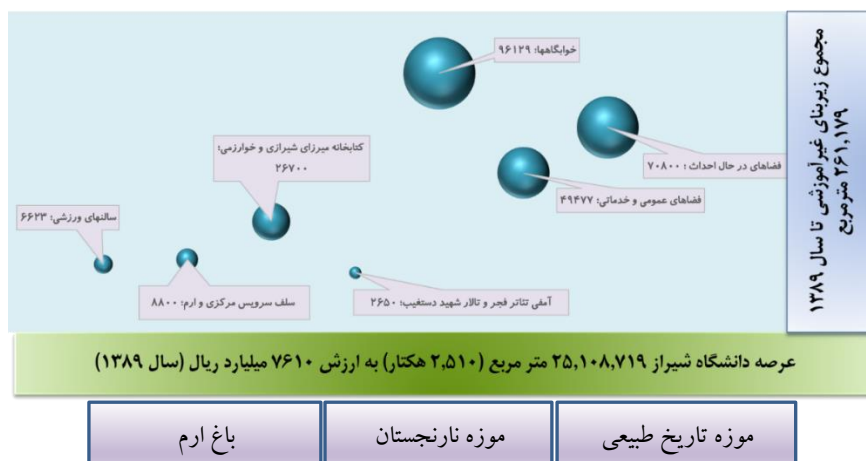 مجموع زیربنای غیرآموزشی تا سال ۱۳۸۹
۲۶۱,۱۷۹ مترمربع
خوابگاهها: ۹۶۱۲۹
فضاهای در حال احداث : ۷۰۸۰۰
کتابخانه میرزای شیرازی و خوارزمی:
۲۶۷۰۰
فضاهای عمومی و خدماتی: ۴۹۴۷۷
سالنهای ورزشی: ۶۶۲۳
سلف سرویس مرکزی و ارم: ۸۸۰۰
آمفی تئاتر فجر و تالار شهید دستغیب: ۲۶۵۰
عرصه دانشگاه شیراز ۲۵,۱۰۸,۷۱۹ متر مربع (۲,۵۱۰ هکتار) به ارزش ۷۶۱۰ میلیارد ریال (سال ۱۳۸۹)
موزه تاریخ طبیعی
موزه نارنجستان
باغ ارم